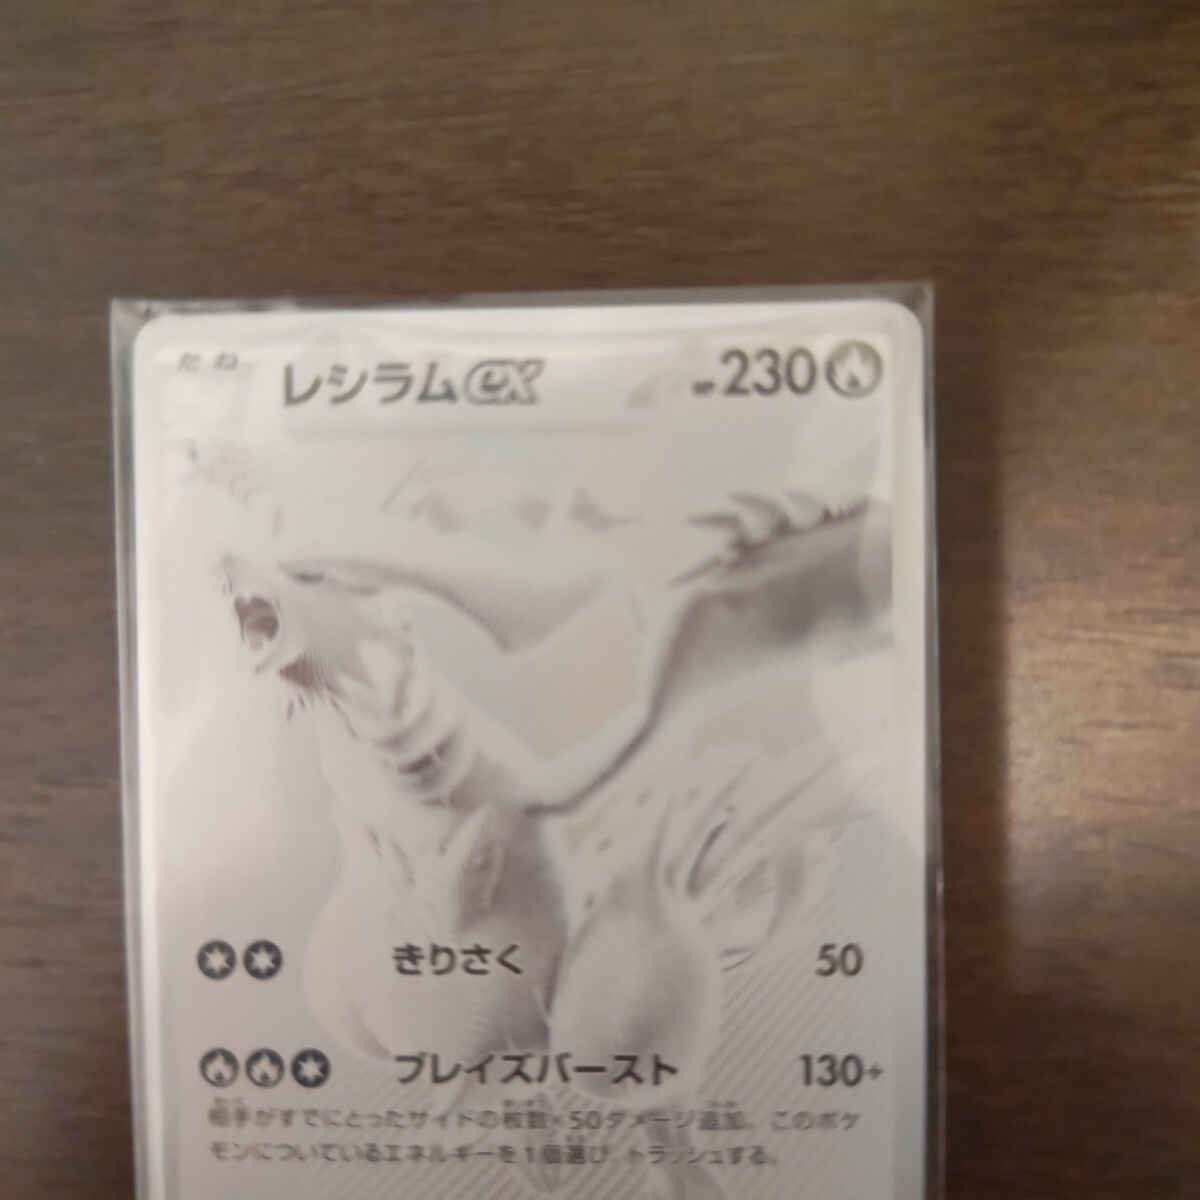 たね レシラムex HP230
きりさく 50
ブレイズバースト 130+
相手がすでにとったサイドの枚数×50ダメージ追加。このポケ
モンについているエネルギーを1個選び、トラッシュする。